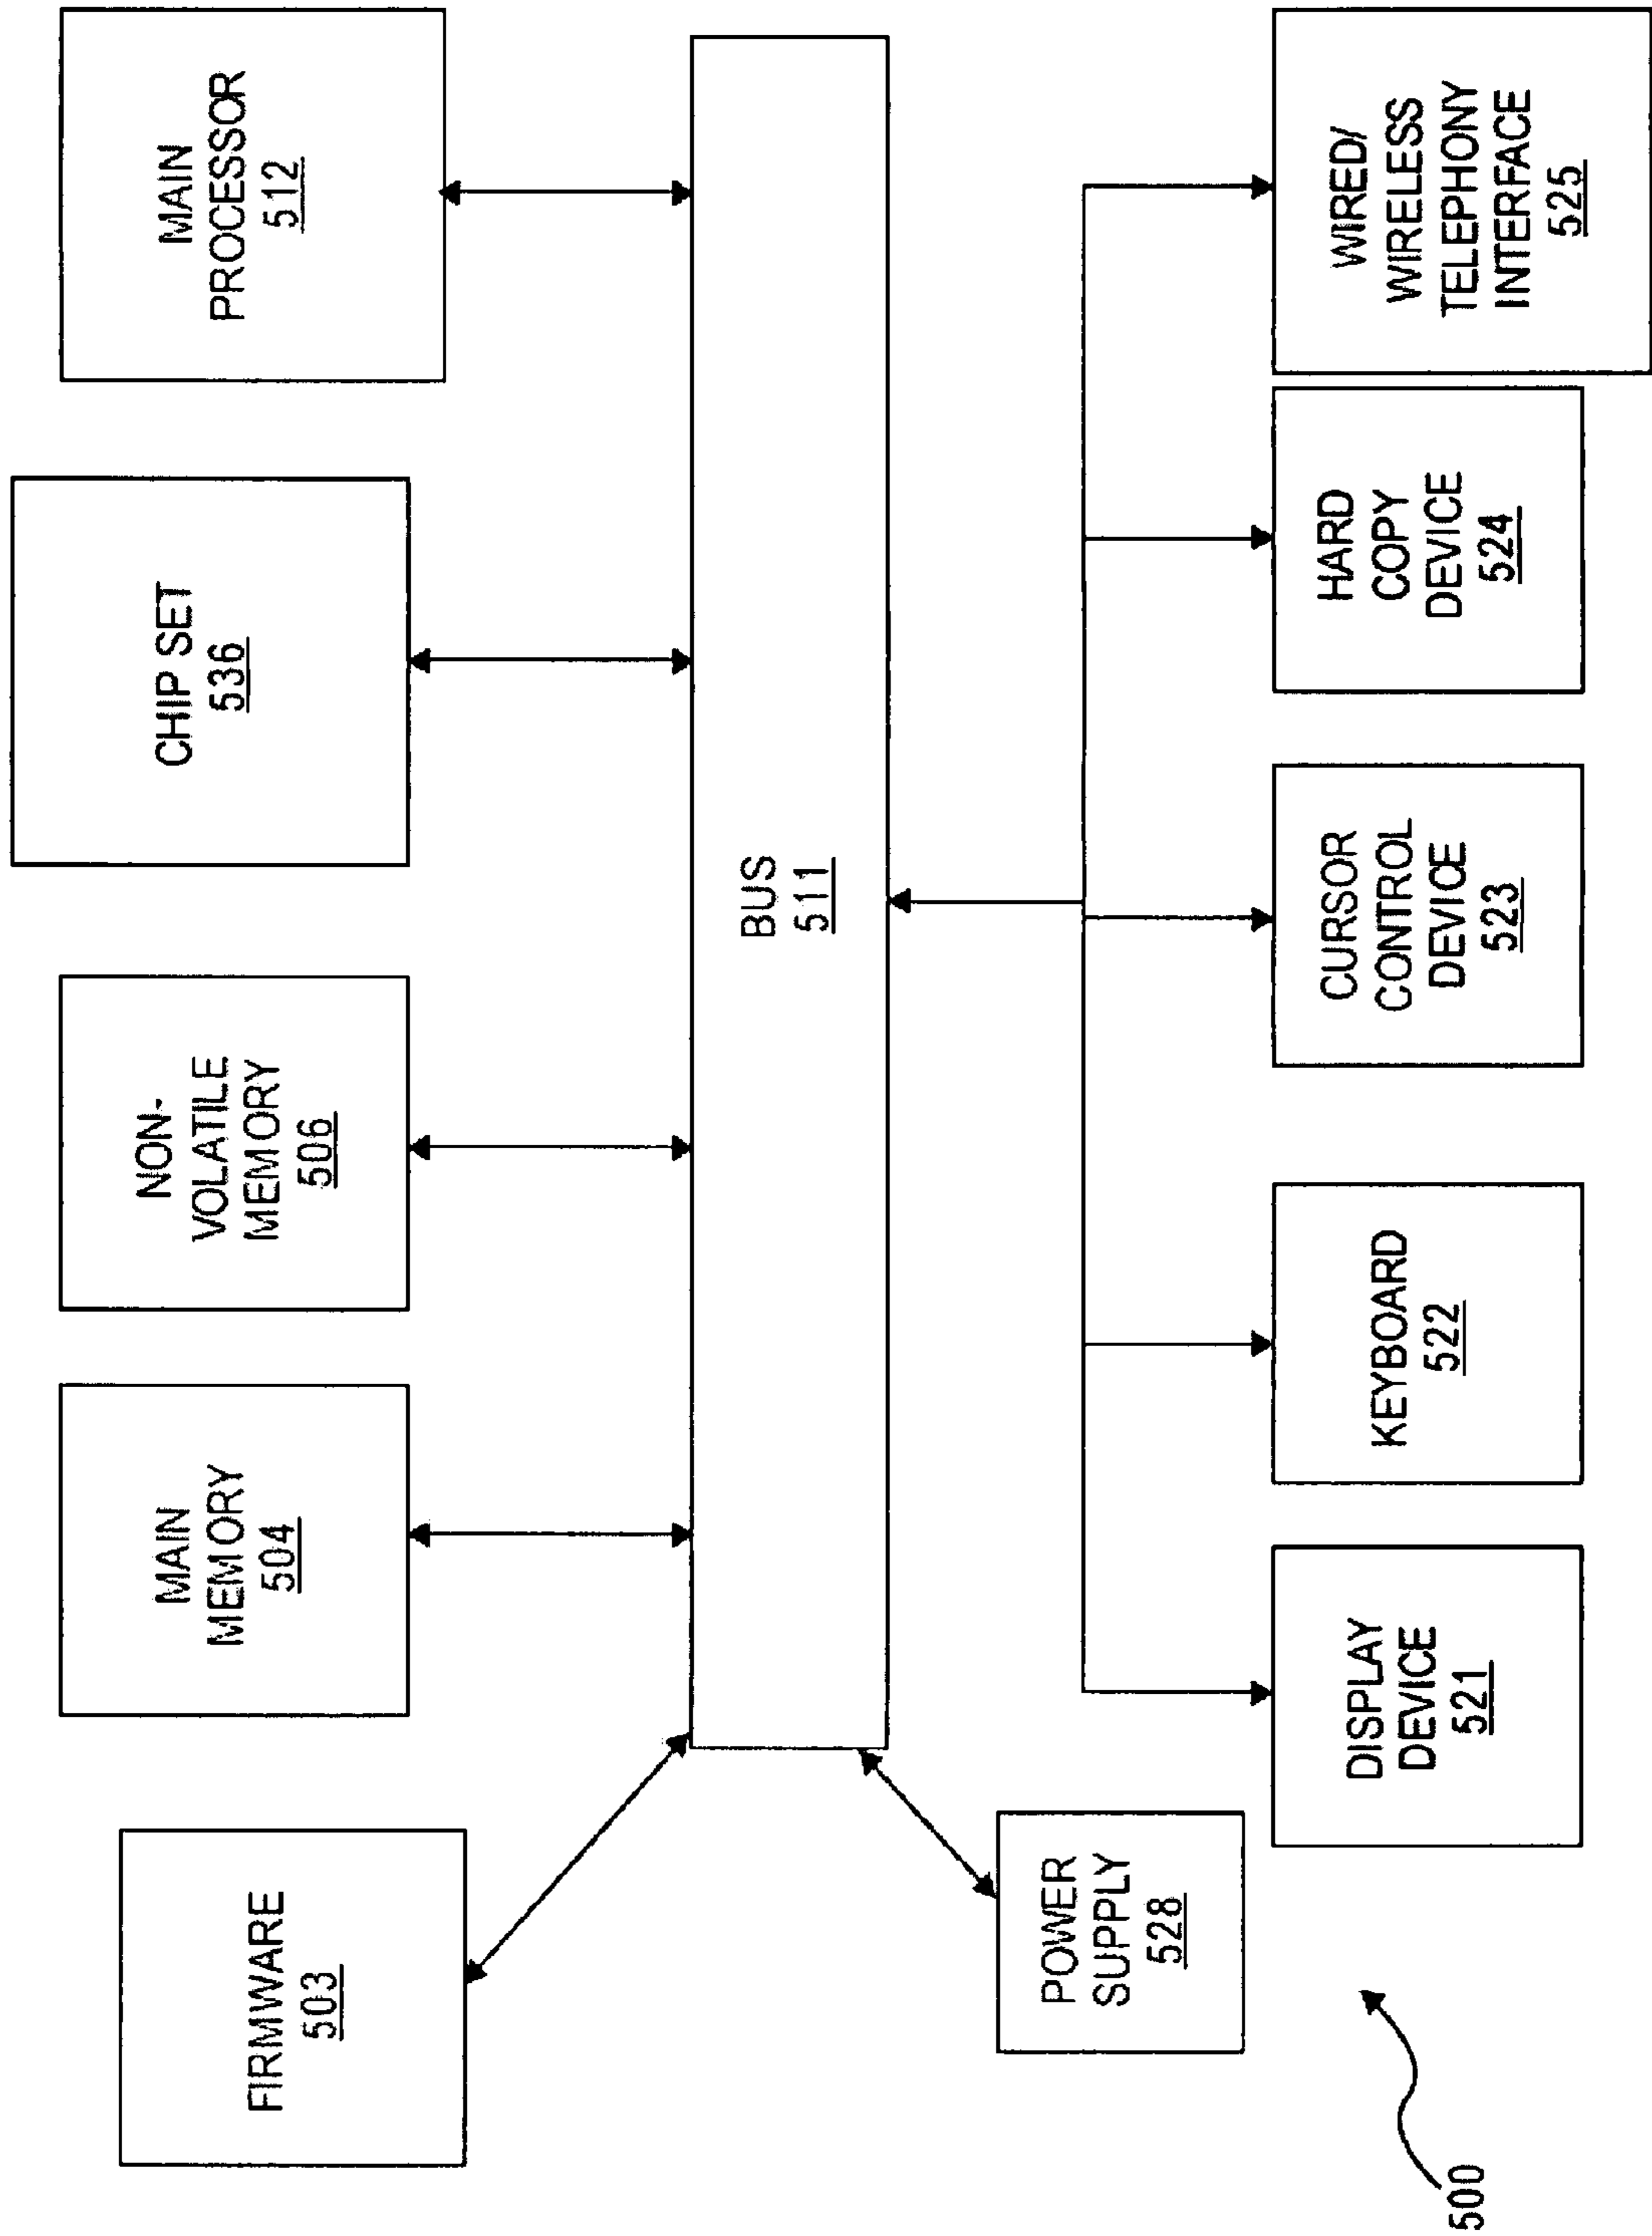 FIRMWARE
503
MAIN
MEMORY
504
NON-
VOLATILE
MEMORY
506
CHIP SET
536
MAIN
PROCESSOR
512
BUS
511
POWER
SUPPLY
528
DISPLAY
DEVICE
521
KEYBOARD
522
CURSOR
CONTROL
DEVICE
523
HARD
COPY
DEVICE
524
WIRED/
WIRELESS
TELEPHONY
INTERFACE
525
500